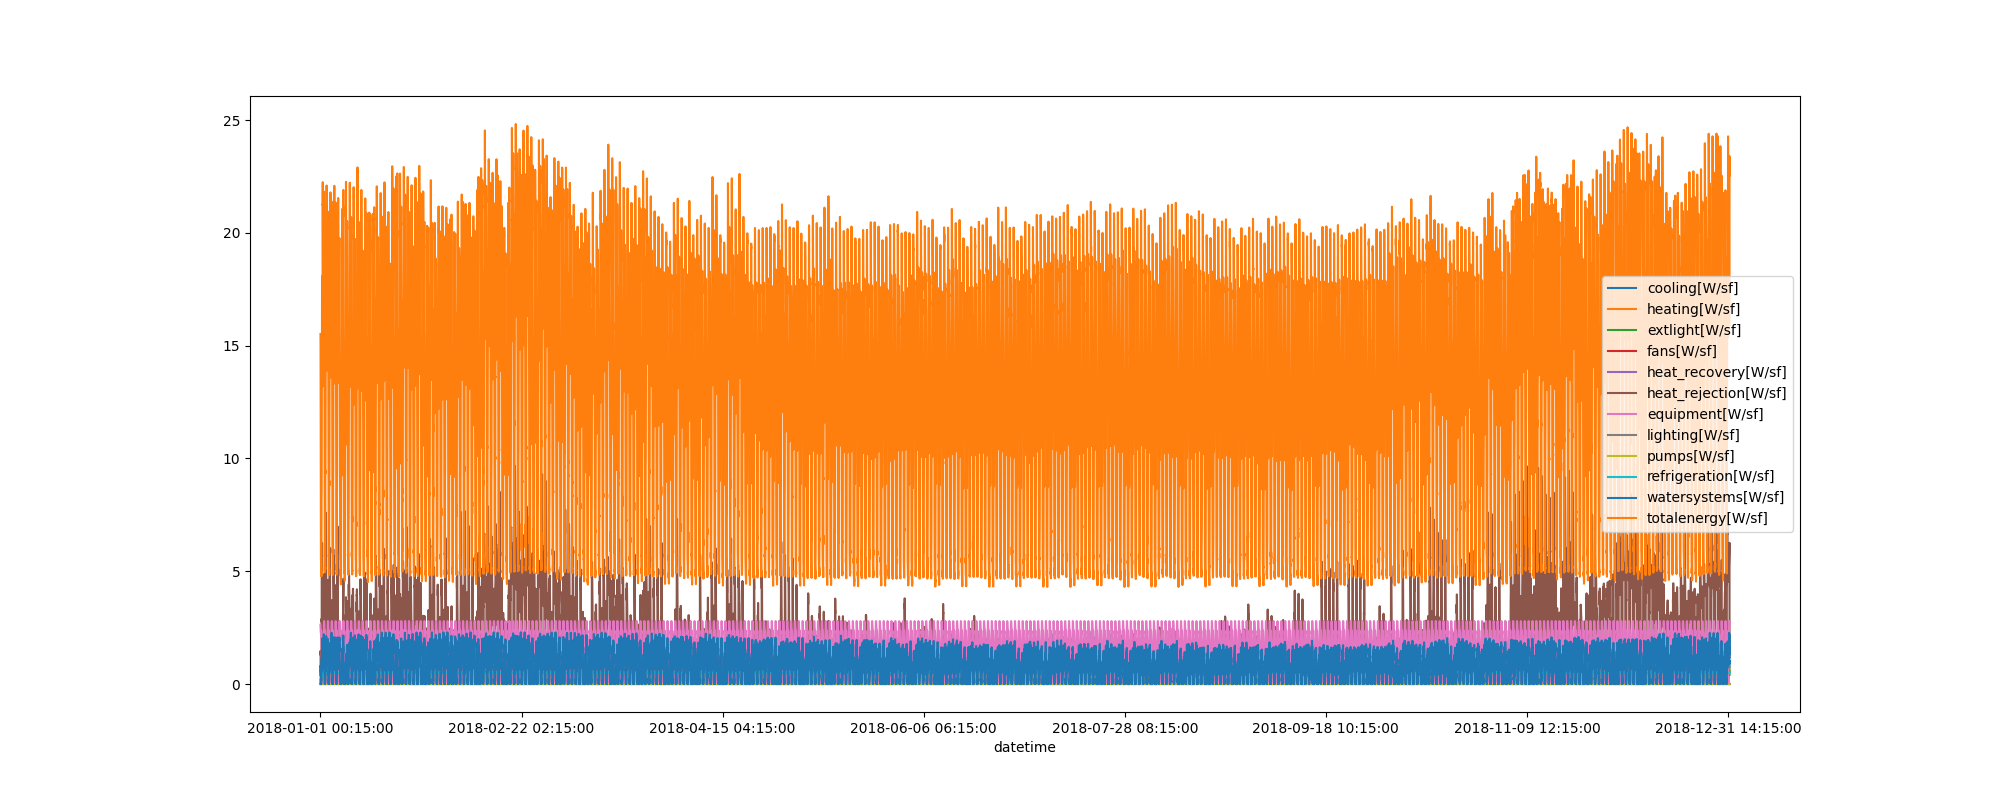 25
20
15
10
5
0
cooling[W/sf]
heating[W/sf]
extlight[W/sf]
fans[W/sf]
heat_recovery[W/sf]
heat_rejection[W/sf]
equipment[W/sf]
lighting[W/sf]
pumps[W/sf]
refrigeration[W/sf]
watersystems[W/sf]
totalenergy[W/sf]
2018-01-01 00:15:00 2018-02-22 02:15:00 2018-04-15 04:15:00 2018-06-06 06:15:00 2018-07-28 08:15:00 2018-09-18 10:15:00 2018-11-09 12:15:00 2018-12-31 14:15:00
datetime